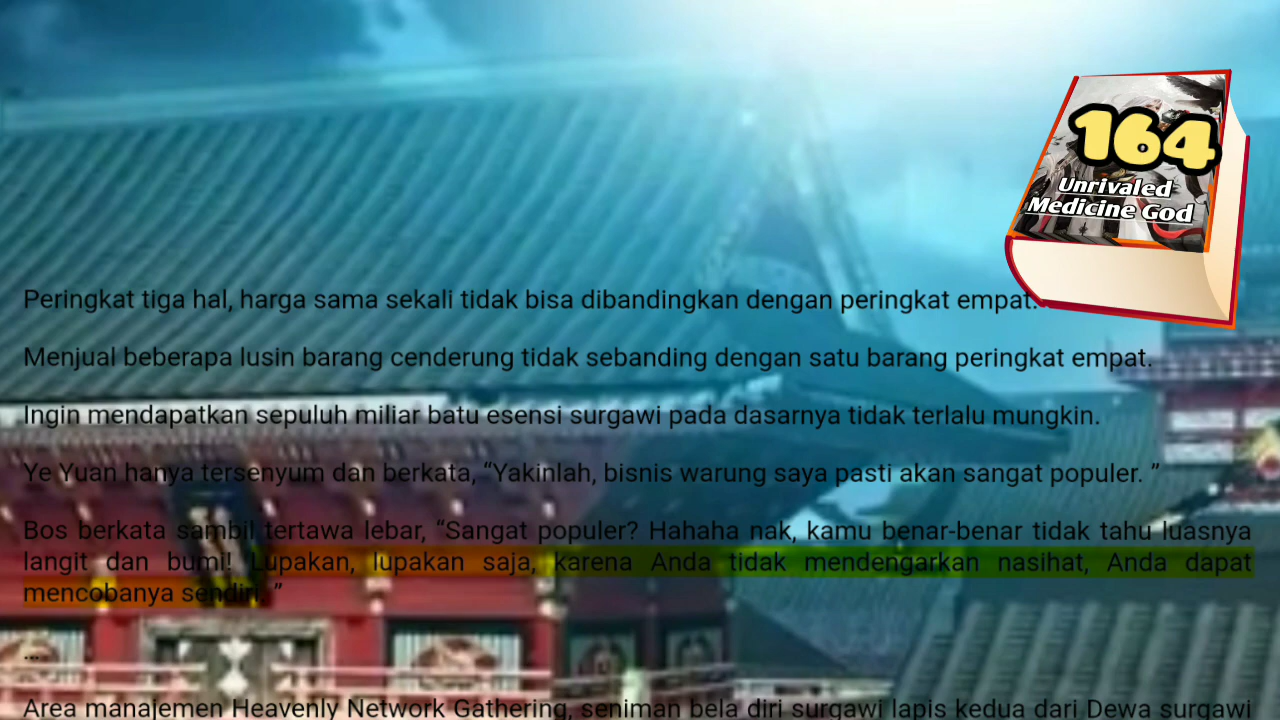 164
Unrivaled
Medicine God
Peringkat tiga hal, harga sama sekali tidak bisa dibandingkan dengan peringkat empat.
Menjual beberapa lusin barang cenderung tidak sebanding dengan satu barang peringkat empat.
Ingin mendapatkan sepuluh miliar batu esensi surgawi pada dasarnya tidak terlalu mungkin.
Ye Yuan hanya tersenyum dan berkata, “Yakinlah, bisnis warung saya pasti akan sangat populer. ”
Bos berkata sambil tertawa lebar, “Sangat populer? Hahaha nak, kamu benar-benar tidak tahu luasnya
langit dan bumi! Lupakan, lupakan saja, karena Anda tidak mendengarkan nasihat, Anda dapat
mencobanya sendiri. ”
...
Area manajemen Heavenly Network Gathering, seniman bela diri surgawi lapis kedua dari Dewa surgawi